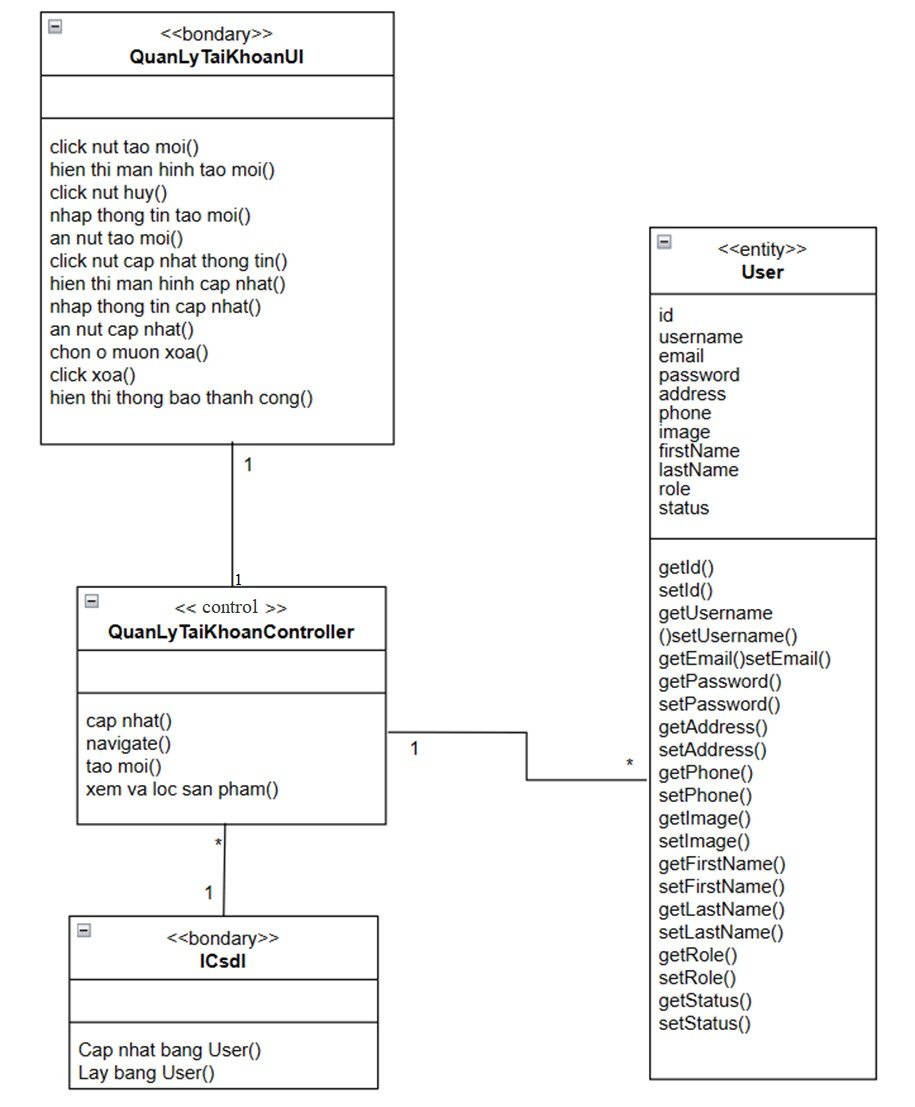 <<bondary>>
QuanLyTaiKhoanUI
click nut tao moi()
hien thi man hinh tao moi()
click nut huy()
nhap thong tin tao moi()
an nut tao moi()
click nut cap nhat thong tin()
hien thi man hinh cap nhat()
nhap thong tin cap nhat()
an nut cap nhat()
chon o muon xoa()
click xoa()
hien thi thong bao thanh cong()
1
1
<< control >>
QuanLyTaiKhoanController
cap nhat()
navigate()
tao moi()
xem va loc san pham()
1
*
*
1
<<bondary>>
ICsdl
Cap nhat bang User()
Lay bang User()
<<entity>>
User
id
username
email
password
address
phone
image
firstName
lastName
role
status
getId()
setId()
getUsername
()setUsername()
getEmail()setEmail()
getPassword()
setPassword()
getAddress()
setAddress()
getPhone()
setPhone()
getImage()
setImage()
getFirstName()
setFirstName()
getLastName()
setLastName()
getRole()
setRole()
getStatus()
setStatus()